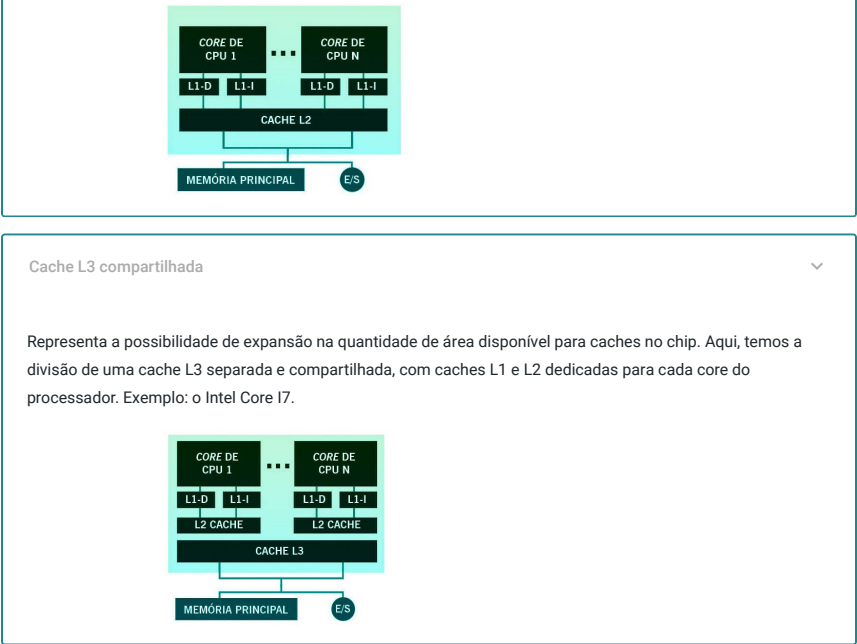 CORE DE CPU 1
CORE DE CPU N
L1-D L1-I L1-D L1-I
CACHE L2
MEMÓRIA PRINCIPAL E/S
Cache L3 compartilhada
Representa a possibilidade de expansão na quantidade de área disponível para caches no chip. Aqui, temos a
divisão de uma cache L3 separada e compartilhada, com caches L1 e L2 dedicadas para cada core do
processador. Exemplo: o Intel Core I7.
CORE DE CPU 1
CORE DE CPU N
L1-D L1-I L1-D L1-I
L2 CACHE L2 CACHE
CACHE L3
MEMÓRIA PRINCIPAL E/S